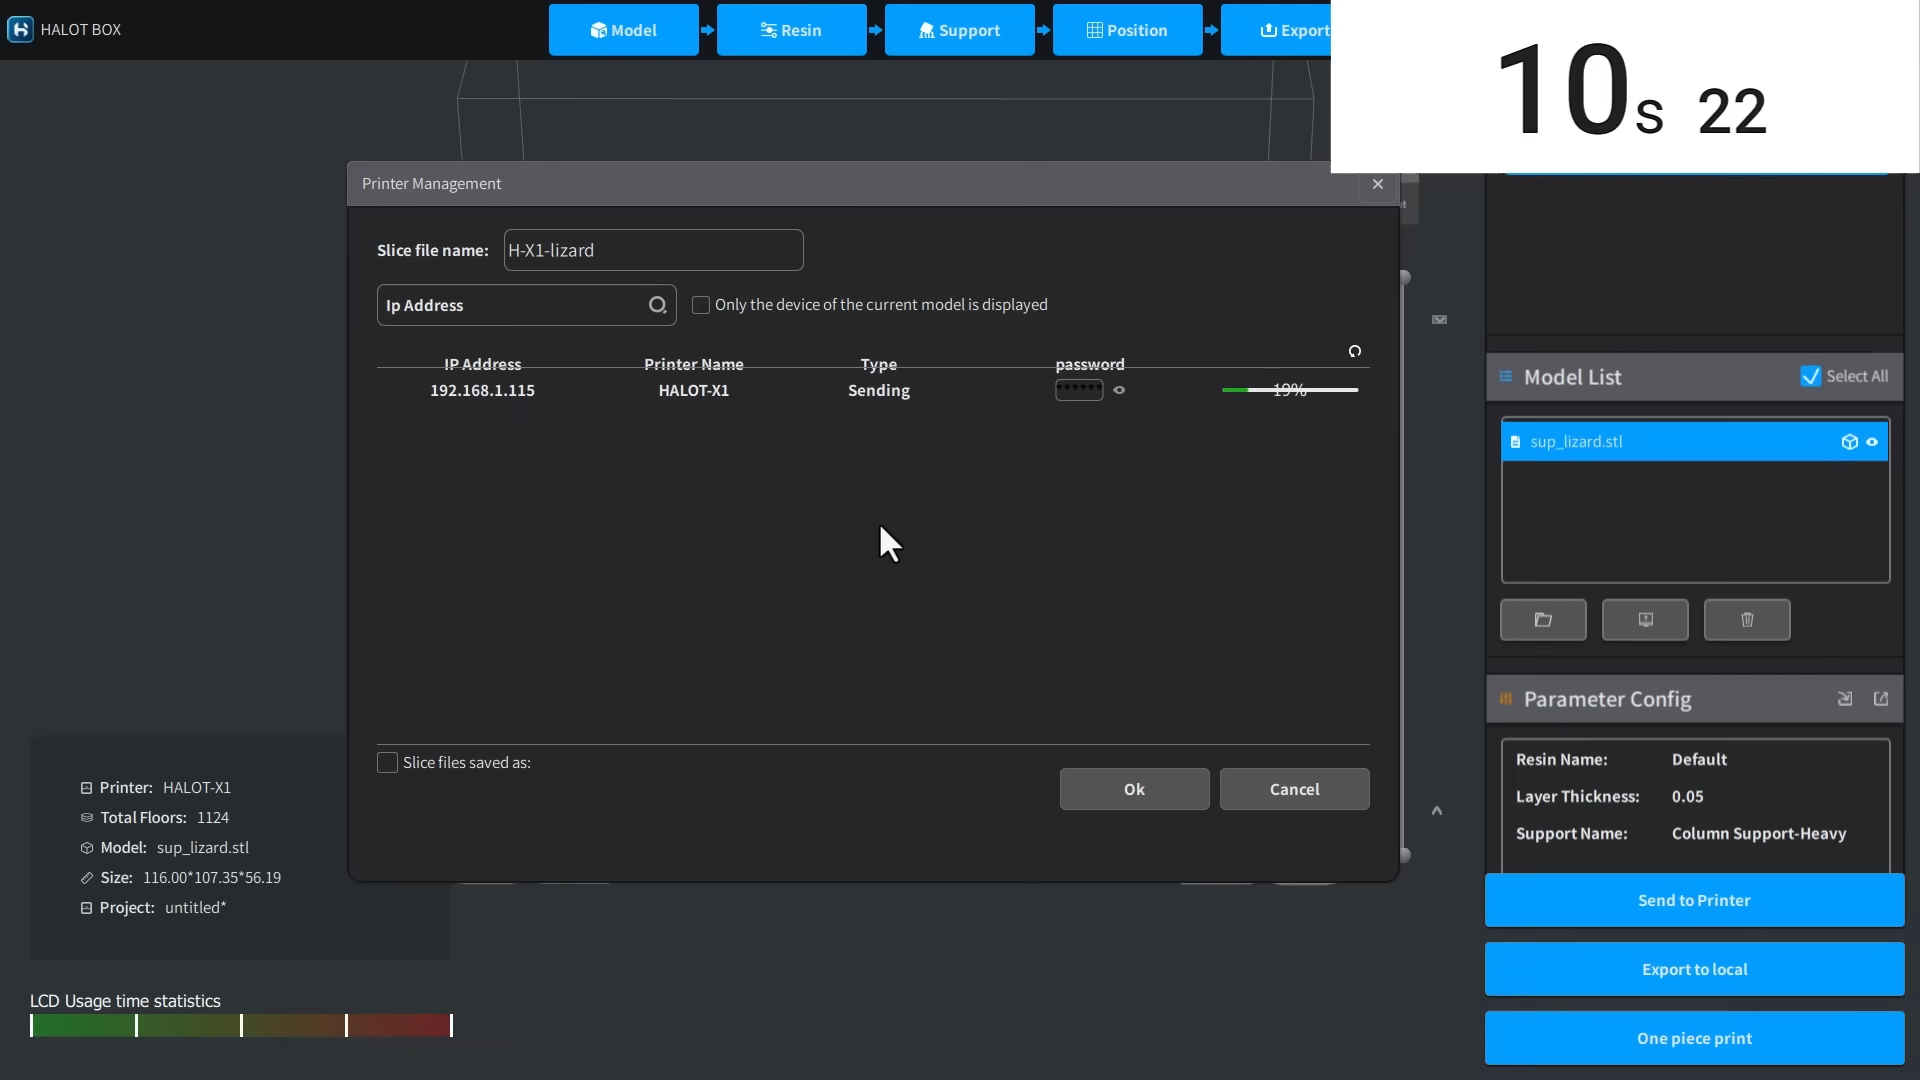 HALOT BOX
Model
Resin
Support
Position
Export
10s 22
Printer Management
Slice file name: H-X1-lizard
Ip Address
Only the device of the current model is displayed
IP Address Printer Name Type password
192.168.1.115 HALOT-X1 Sending ****** 19%
Slice files saved as:
Ok
Cancel
Model List
Select All
sup_lizard.stl
Parameter Config
Resin Name: Default
Layer Thickness: 0.05
Support Name: Column Support-Heavy
Send to Printer
Export to local
One piece print
Printer: HALOT-X1
Total Floors: 1124
Model: sup_lizard.stl
Size: 116.00*107.35*56.19
Project: untitled*
LCD Usage time statistics